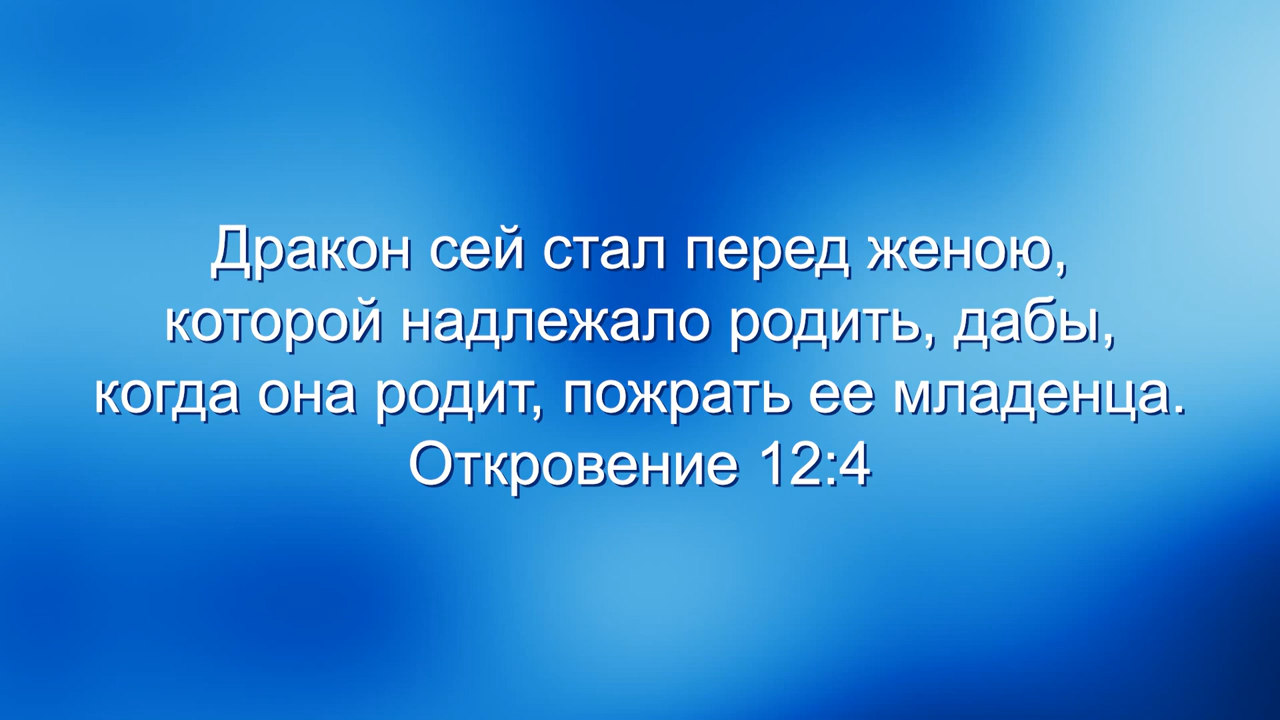 Дракон сей стал перед женою,
которой надлежало родить, дабы,
когда она родит, пожрать ее младенца.
Откровение 12:4